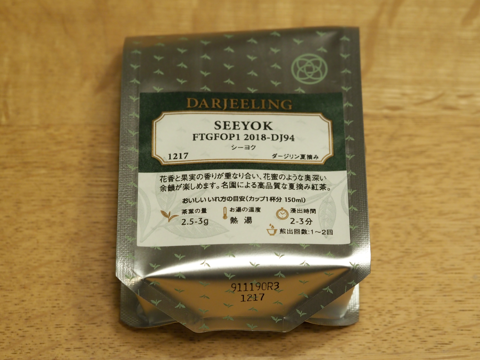 DARJEELING
SEEYOK
FTGFOP1 2018-DJ94
シーヨク
1217 ダージリン夏摘み
花香と果実の香りが重なり合い、花蜜のような奥深い
余韻が楽しめます。名園による高品質な夏摘み紅茶。
おいしいいれ方の目安(カップ1杯分 150ml)
茶葉の量 お湯の温度 浸出時間
2.5-3g 熱湯 2-3分
煎出回数:1〜2回
911190R3
1217